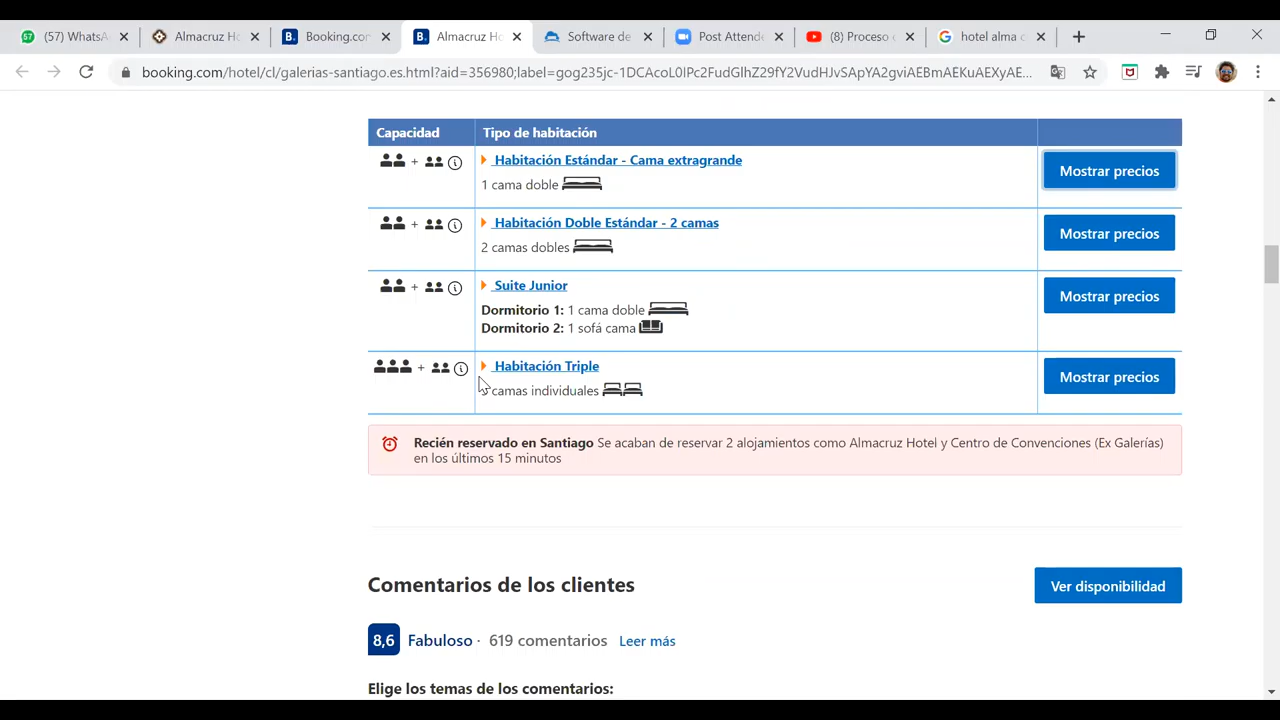 (57) WhatsA
Almacruz Ho
Booking.con
Almacruz Ho
Software de
Post Attende
(8) Proceso c
hotel alma c
booking.com/hotel/cl/galerias-santiago.es.html?aid=356980;label=gog235jc-1DCAcoL0IPc2FudGlhZ29fY2VudHJvSApYA2gviAEBmAEKuAEXyAE...
Capacidad
Tipo de habitación
+
Habitación Estándar - Cama extragrande
Mostrar precios
1 cama doble
+
Habitación Doble Estándar - 2 camas
Mostrar precios
2 camas dobles
+
Suite Junior
Mostrar precios
Dormitorio 1: 1 cama doble
Dormitorio 2: 1 sofá cama
+
Habitación Triple
Mostrar precios
camas individuales
Recién reservado en Santiago Se acaban de reservar 2 alojamientos como Almacruz Hotel y Centro de Convenciones (Ex Galerías)
en los últimos 15 minutos
Comentarios de los clientes
Ver disponibilidad
8,6 Fabuloso · 619 comentarios Leer más
Elige los temas de los comentarios: